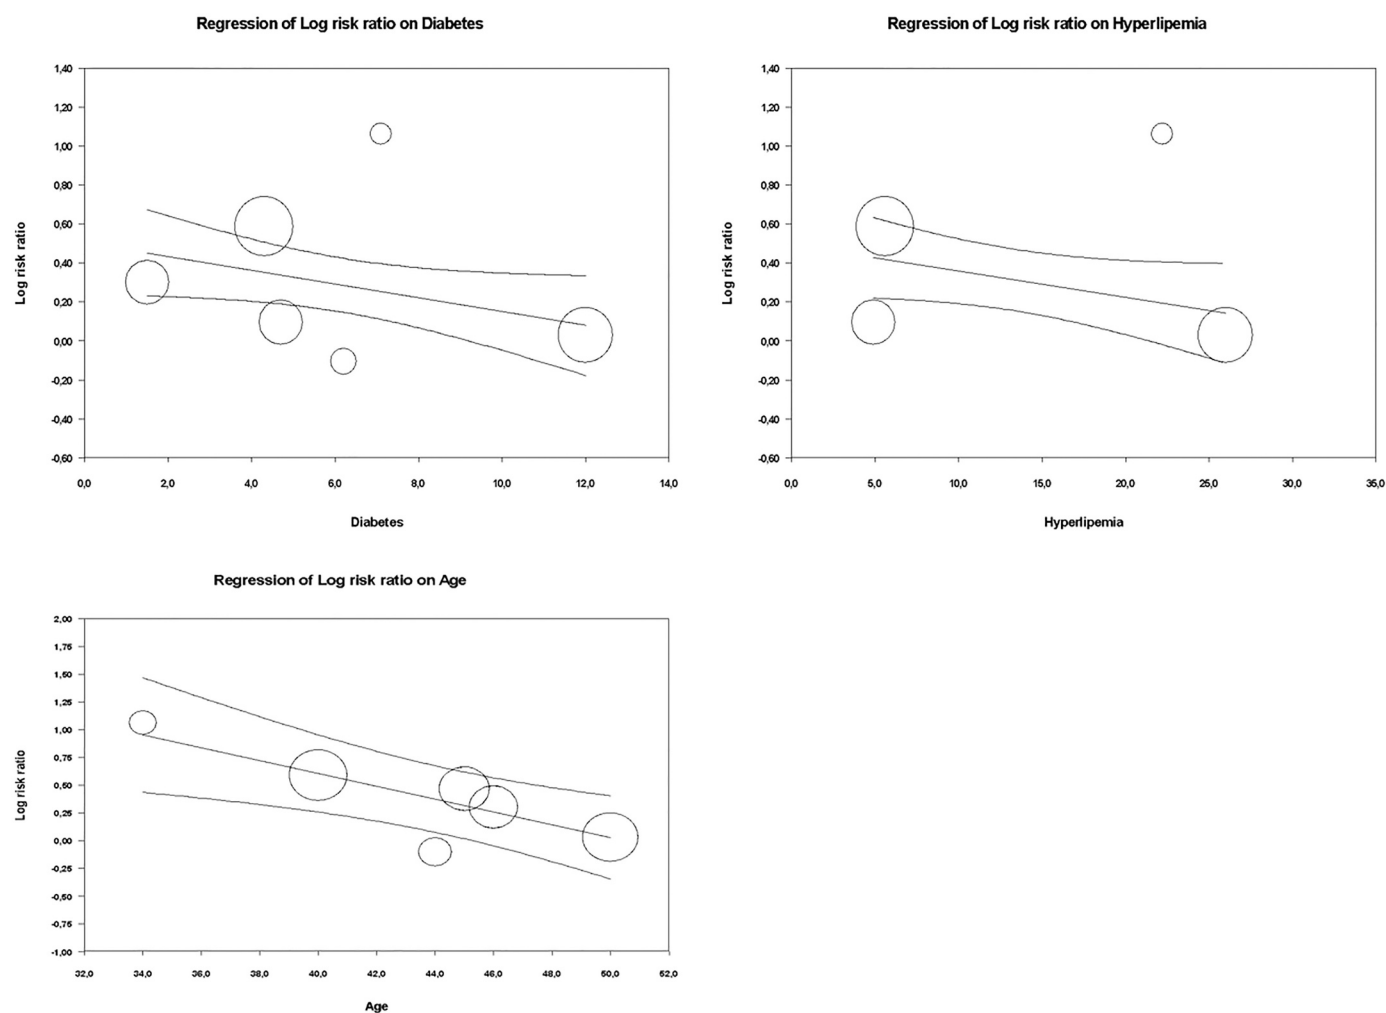 Regression of Log risk ratio on Diabetes
1,40
1,20
1,00
0,80
0,60
0,40
0,20
0,00
-0,20
-0,40
-0,60
Log risk ratio
0,0 2,0 4,0 6,0 8,0 10,0 12,0 14,0
Diabetes
Regression of Log risk ratio on Hyperlipemia
1,40
1,20
1,00
0,80
0,60
0,40
0,20
0,00
-0,20
-0,40
-0,60
Log risk ratio
0,0 5,0 10,0 15,0 20,0 25,0 30,0 35,0
Hyperlipemia
Regression of Log risk ratio on Age
2,00
1,75
1,50
1,25
1,00
0,75
0,50
0,25
0,00
-0,25
-0,50
-0,75
-1,00
Log risk ratio
32,0 34,0 36,0 38,0 40,0 42,0 44,0 46,0 48,0 50,0 52,0
Age